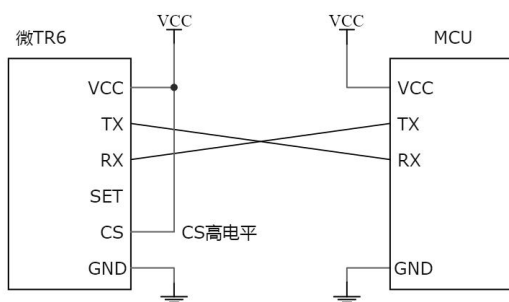 VCC
VCC
微TR6
MCU
VCC
TX
RX
SET
CS
GND
CS高电平
VCC
TX
RX
GND